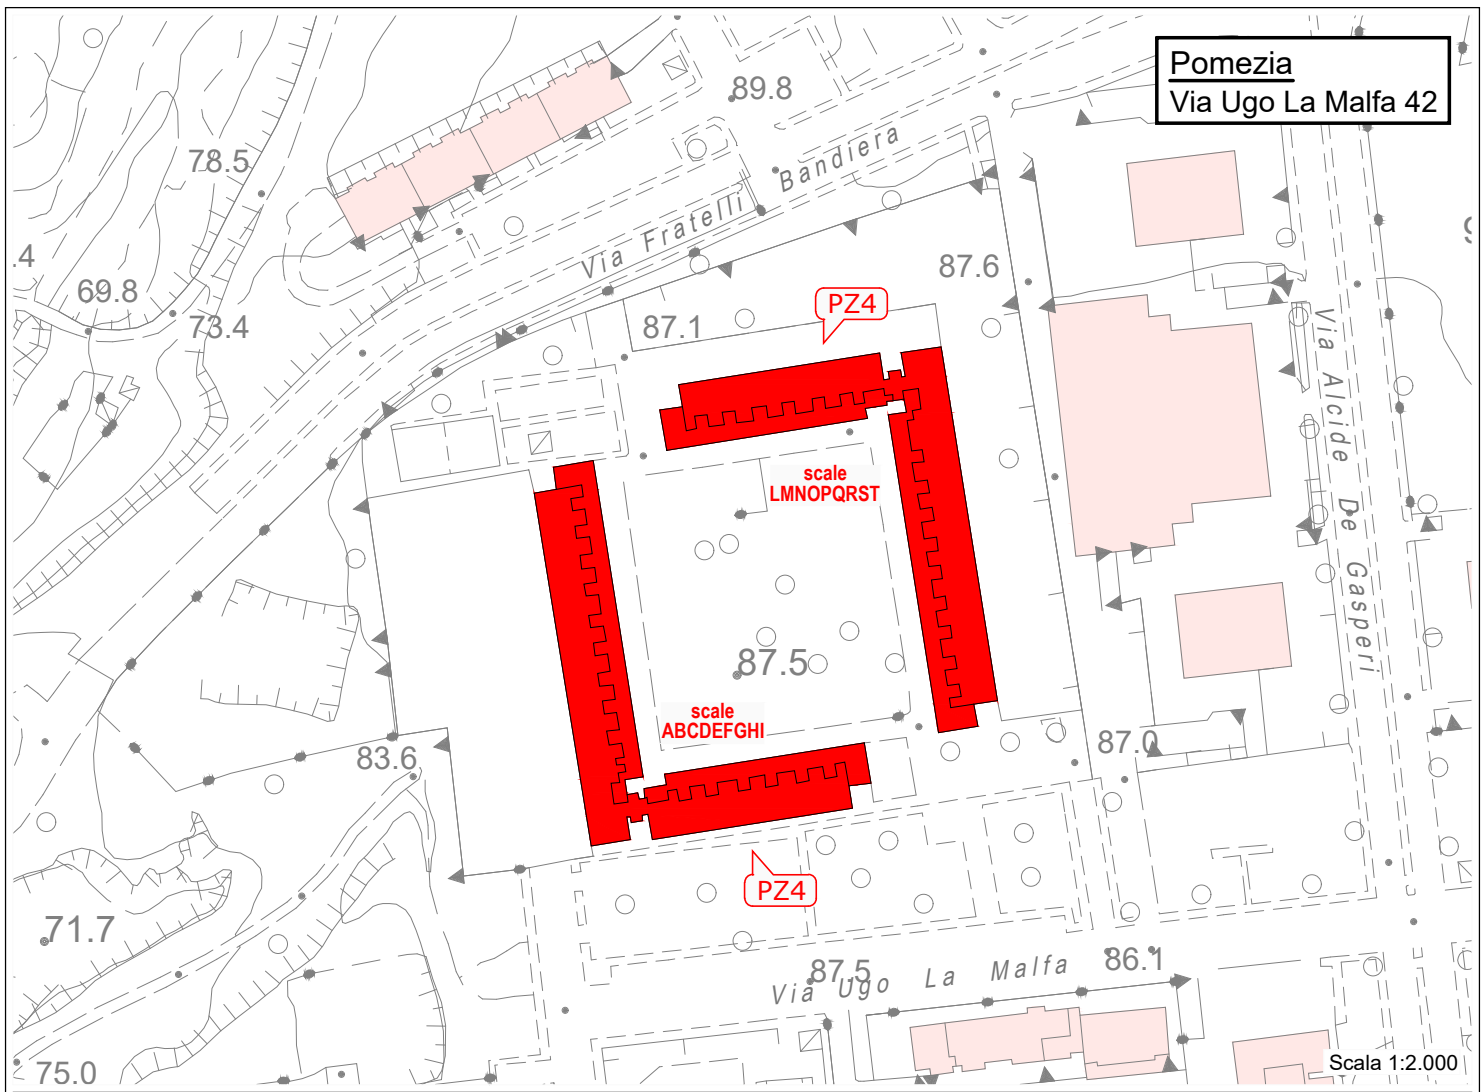 Pomezia
Via Ugo La Malfa 42
89.8
78.5
Via Fratelli Bandiera
.4
69.8
73.4
87.6
PZ4
87.1
Via Alcide De Gasperi
scale
LMNOPQRST
87.5
scale
ABCDEFGHI
83.6
87.0
PZ4
71.7
87.5
86.1
Via Ugo La Malfa
75.0
Scala 1:2.000